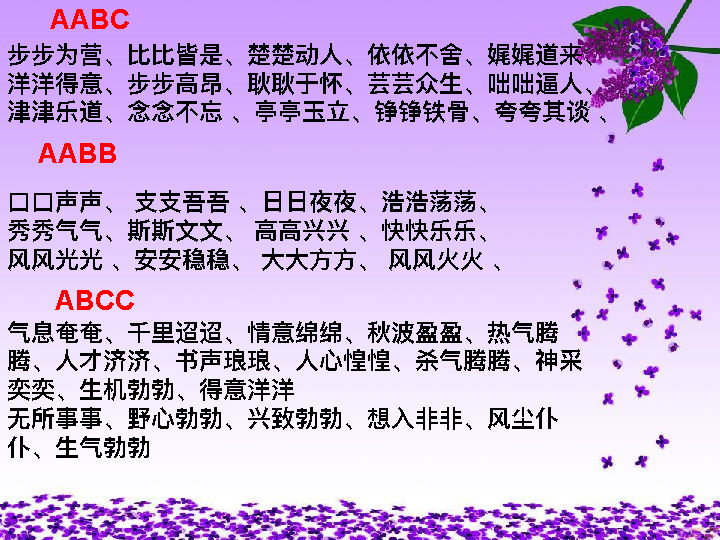 AABC
步步为营、比比皆是、楚楚动人、依依不舍、娓娓道来、
洋洋得意、步步高昂、耿耿于怀、芸芸众生、咄咄逼人、
津津乐道、念念不忘 、亭亭玉立、铮铮铁骨、夸夸其谈 、
AABB
口口声声、 支支吾吾 、日日夜夜、浩浩荡荡、
秀秀气气、斯斯文文、 高高兴兴 、快快乐乐、
风风光光 、安安稳稳、 大大方方、 风风火火 、
ABCC
气息奄奄、千里迢迢、情意绵绵、秋波盈盈、热气腾
腾、人才济济、书声琅琅、人心惶惶、杀气腾腾、神采
奕奕、生机勃勃、得意洋洋
无所事事、野心勃勃、兴致勃勃、想入非非、风尘仆
仆、生气勃勃